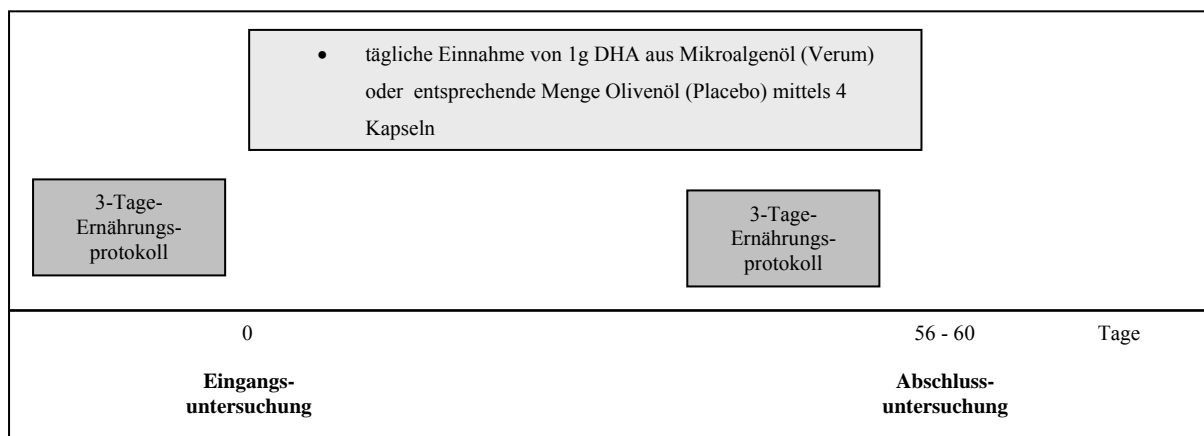 • tägliche Einnahme von 1g DHA aus Mikroalgenöl (Verum)
oder entsprechende Menge Olivenöl (Placebo) mittels 4
Kapseln
3-Tage-
Ernährungs-
protokoll
3-Tage-
Ernährungs-
protokoll
0 56 - 60 Tage
Eingangs-
untersuchung
Abschluss-
untersuchung